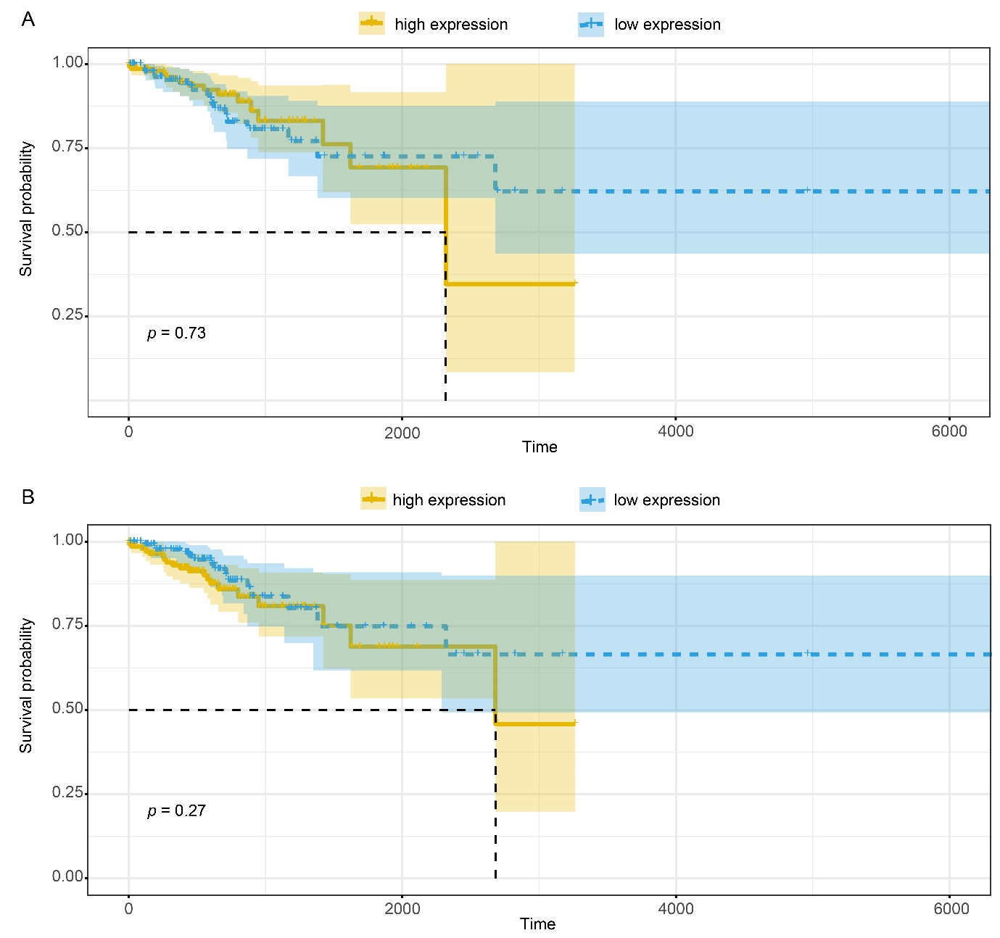 A
high expression
low expression
1.00
0.75
0.50
0.25
Survival probability
p = 0.73
0
2000
4000
6000
Time
B
high expression
low expression
1.00
0.75
0.50
0.25
0.00
Survival probability
p = 0.27
0
2000
4000
6000
Time